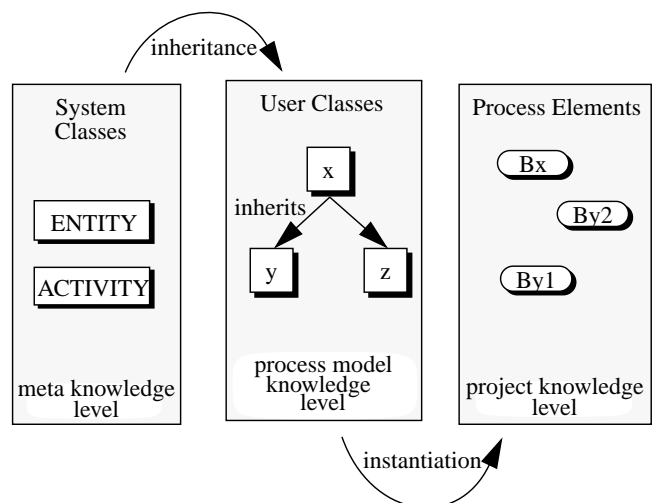 inheritance
System
Classes
ENTITY
ACTIVITY
meta knowledge
level
User Classes
x
inherits
y
z
process model
knowledge
level
Process Elements
Bx
By2
By1
project knowledge
level
instantiation